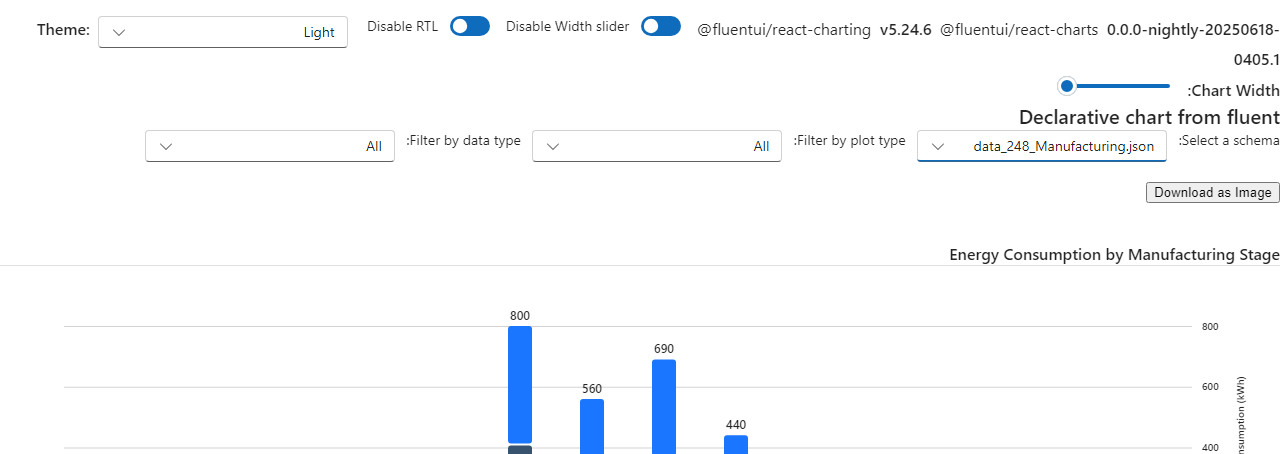 Theme: Light Disable RTL Disable Width slider @fluentui/react-charting v5.24.6 @fluentui/react-charts 0.0.0-nightly-20250618-
0405.1
:Chart Width
Declarative chart from fluent
All :Filter by data type All :Filter by plot type data_248_Manufacturing.json :Select a schema
Download as Image
Energy Consumption by Manufacturing Stage
800
800
690
560
600
440
400
(kWh)